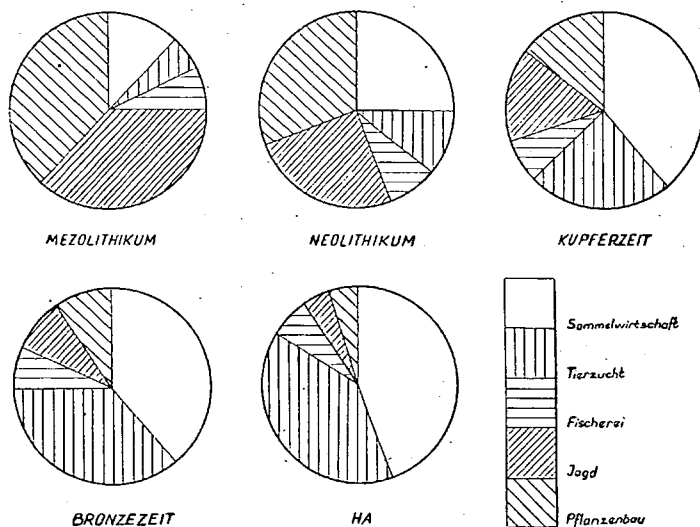 MEZOLITHIKUM
NEOLITHIKUM
KUPFERZEIT
BRONZEZEIT
HA
Sammelwirtschaft
Tierzucht
Fischerei
Jagd
Pflanzenbau